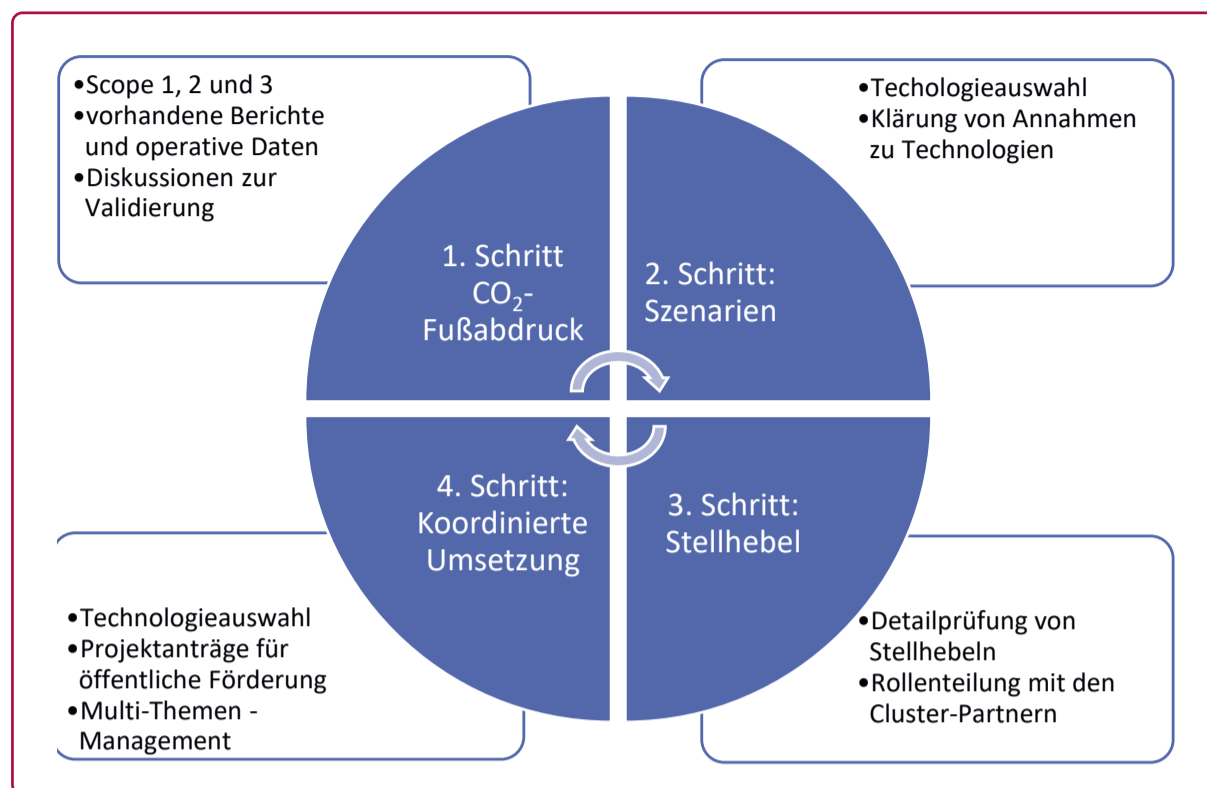 •Scope 1, 2 und 3
•vorhandene Berichte
und operative Daten
•Diskussionen zur
Validierung
•Techologieauswahl
•Klärung von Annahmen
zu Technologien
1. Schritt
CO₂-
Fußabdruck
2. Schritt:
Szenarien
3. Schritt:
Stellhebel
4. Schritt:
Koordinierte
Umsetzung
•Detailprüfung von
Stellhebeln
•Rollenteilung mit den
Cluster-Partnern
•Technologieauswahl
•Projektanträge für
öffentliche Förderung
•Multi-Themen -
Management